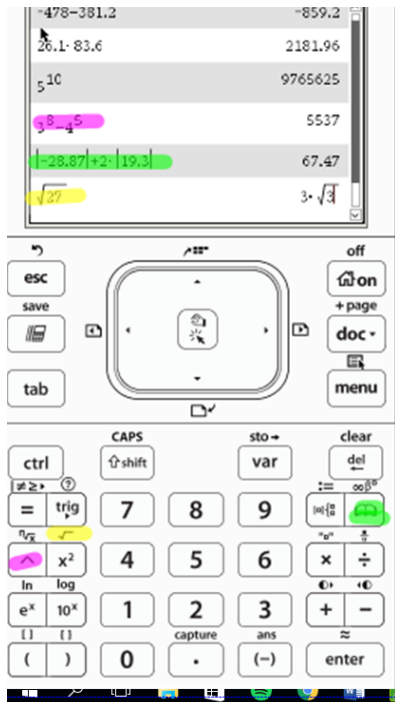 -478-381.2 -859.2
26.1·83.6 2181.96
5^10 9765625
3^8-4^5 5537
|-28.87|+2·|19.3| 67.47
√27 3·√3
off
esc on
save +page
doc
tab menu
CAPS sto→ clear
ctrl ⇧shift var del
|≠≥▸ ? := ∞β°
= trig 7 8 9
ⁿ√x √
^ x² 4 5 6 × ÷
ln log
eˣ 10ˣ 1 2 3 + −
[ ] { } capture ans ≈
( ) 0 . (−) enter